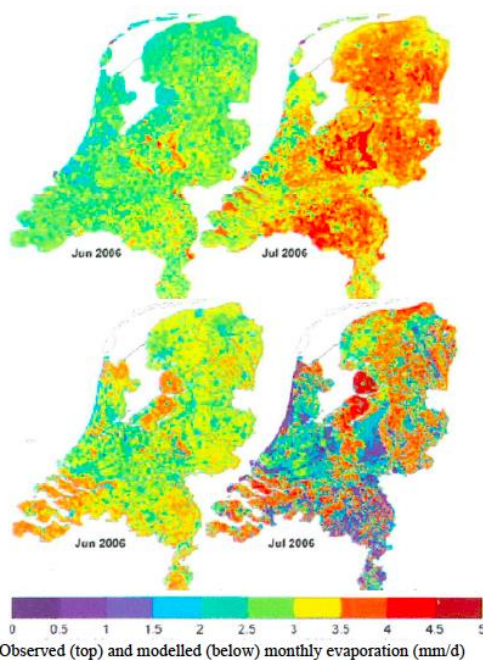 Jun 2006
Jul 2006
Jun 2006
Jul 2006
0 0.5 1 1.5 2 2.5 3 3.5 4 4.5 5
Observed (top) and modelled (below) monthly evaporation (mm/d)